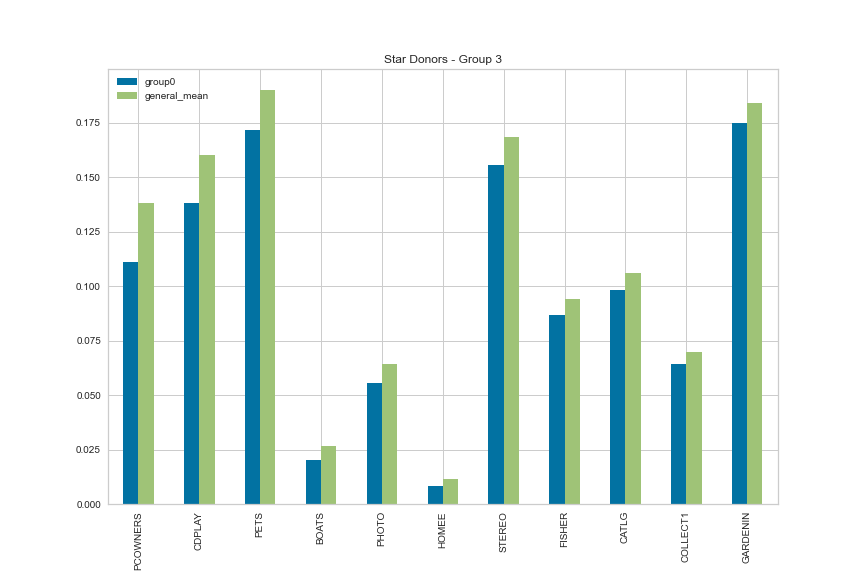 Star Donors - Group 3
group0
general_mean
0.175
0.150
0.125
0.100
0.075
0.050
0.025
0.000
PCOWNERS
CDPLAY
PETS
BOATS
PHOTO
HOMEE
STEREO
FISHER
CATLG
COLLECT1
GARDENIN